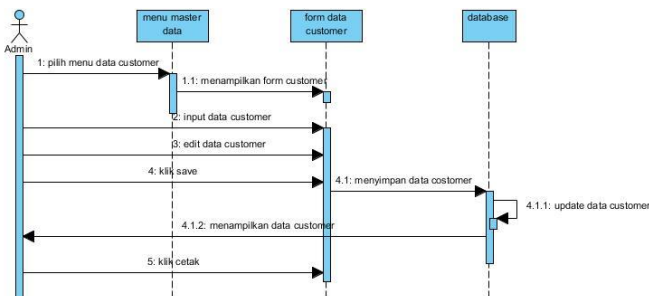 menu master
data
form data
customer
database
Admin
1: pilih menu data customer
1.1: menampilkan form customer
2: input data customer
3: edit data customer
4: klik save
4.1: menyimpan data costomer
4.1.1: update data customer
4.1.2: menampilkan data customer
5: klik cetak